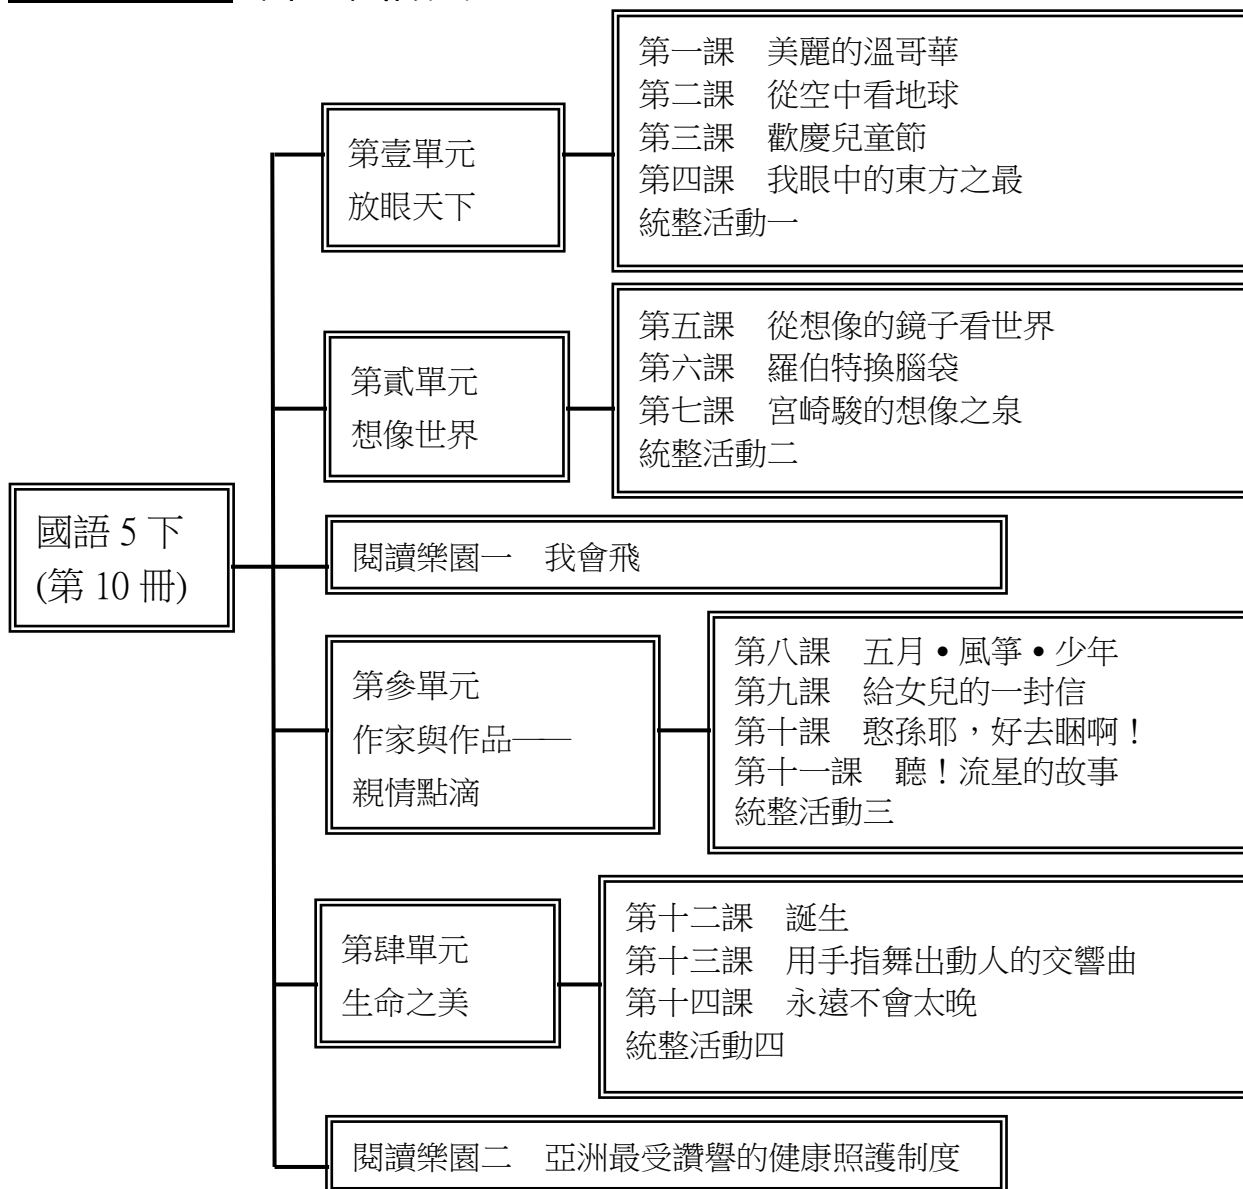 第一課　美麗的溫哥華
第二課　從空中看地球
第三課　歡慶兒童節
第四課　我眼中的東方之最
統整活動一
第壹單元
放眼天下
第五課　從想像的鏡子看世界
第六課　羅伯特換腦袋
第七課　宮崎駿的想像之泉
統整活動二
第貳單元
想像世界
國語 5 下
(第 10 冊)
閱讀樂園一　我會飛
第八課　五月•風箏•少年
第九課　給女兒的一封信
第十課　憨孫耶，好去睏啊！
第十一課　聽！流星的故事
統整活動三
第參單元
作家與作品——
親情點滴
第十二課　誕生
第十三課　用手指舞出動人的交響曲
第十四課　永遠不會太晚
統整活動四
第肆單元
生命之美
閱讀樂園二　亞洲最受讚譽的健康照護制度